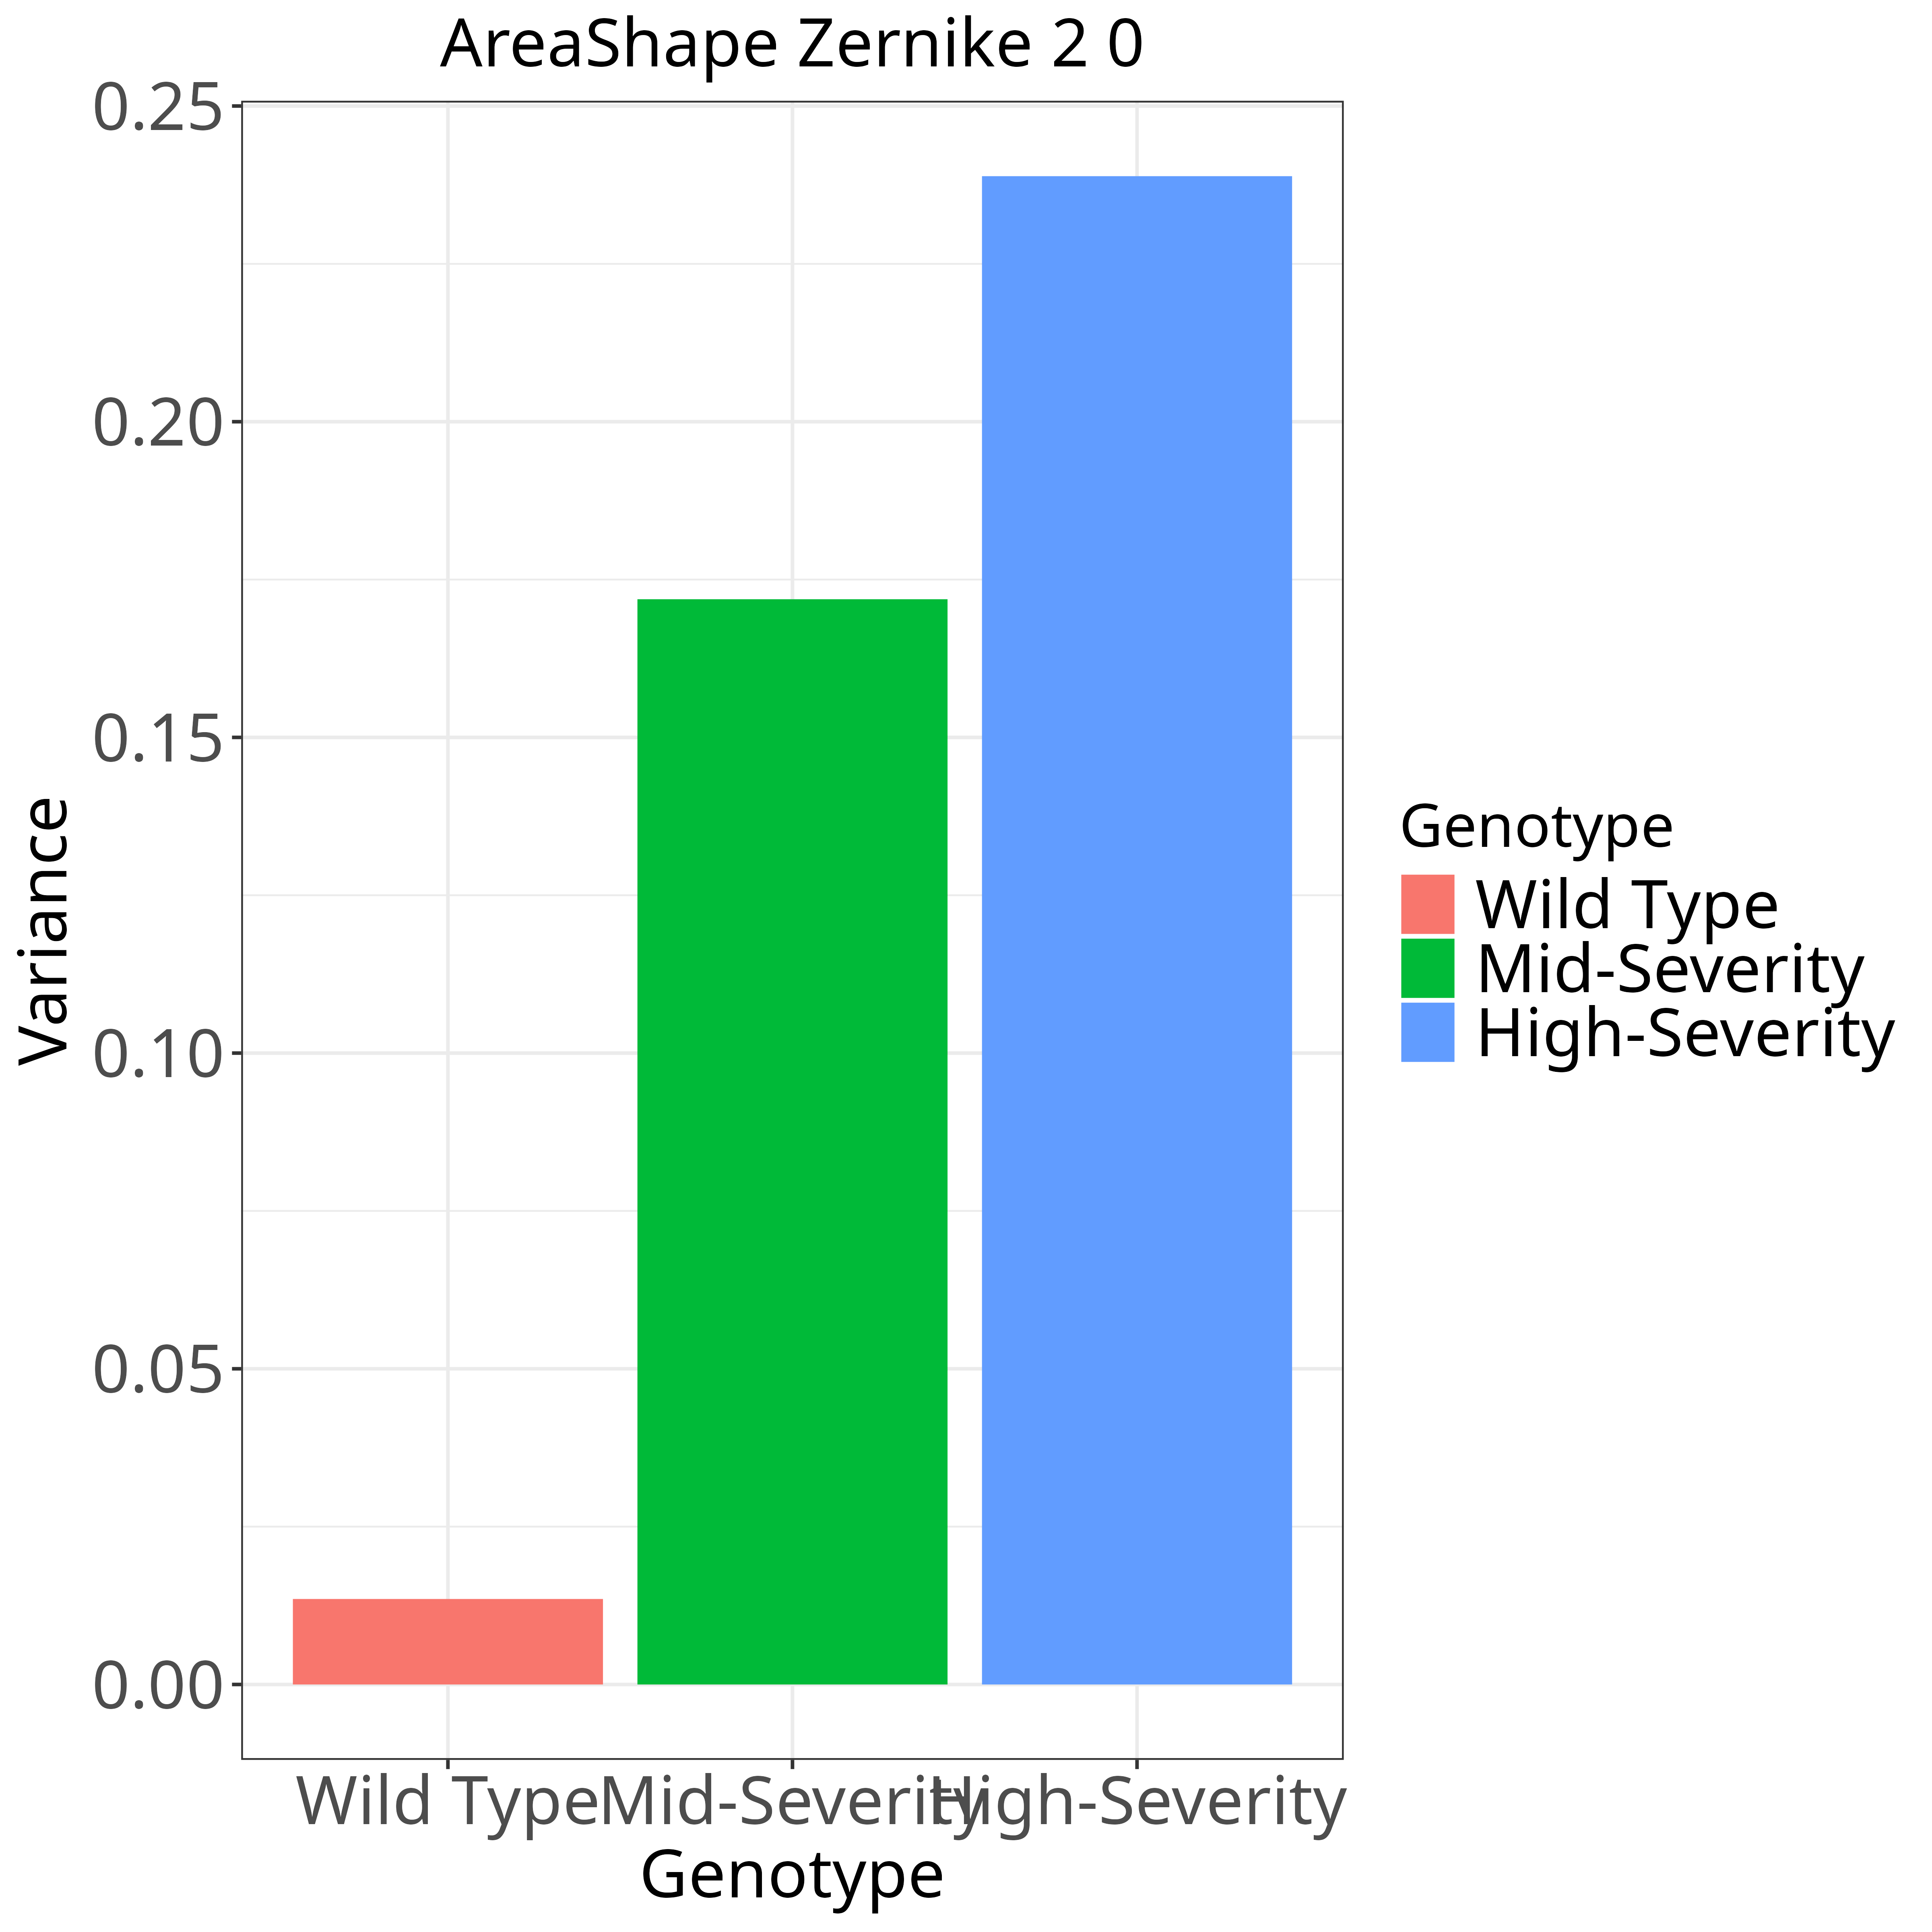 AreaShape Zernike 2 0
0.25
0.20
0.15
0.10
0.05
0.00
Variance
Wild Type Mid-Severity High-Severity
Genotype
Genotype
Wild Type
Mid-Severity
High-Severity